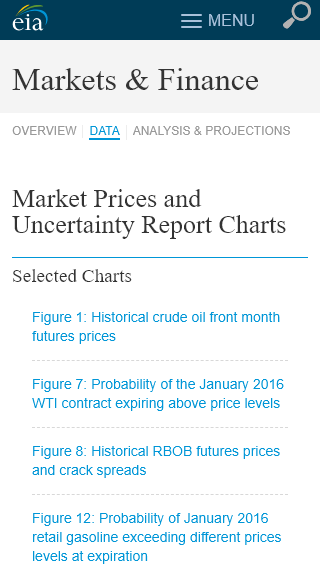 eia
MENU
Markets & Finance
OVERVIEW DATA ANALYSIS & PROJECTIONS
Market Prices and
Uncertainty Report Charts
Selected Charts
Figure 1: Historical crude oil front month
futures prices
Figure 7: Probability of the January 2016
WTI contract expiring above price levels
Figure 8: Historical RBOB futures prices
and crack spreads
Figure 12: Probability of January 2016
retail gasoline exceeding different prices
levels at expiration